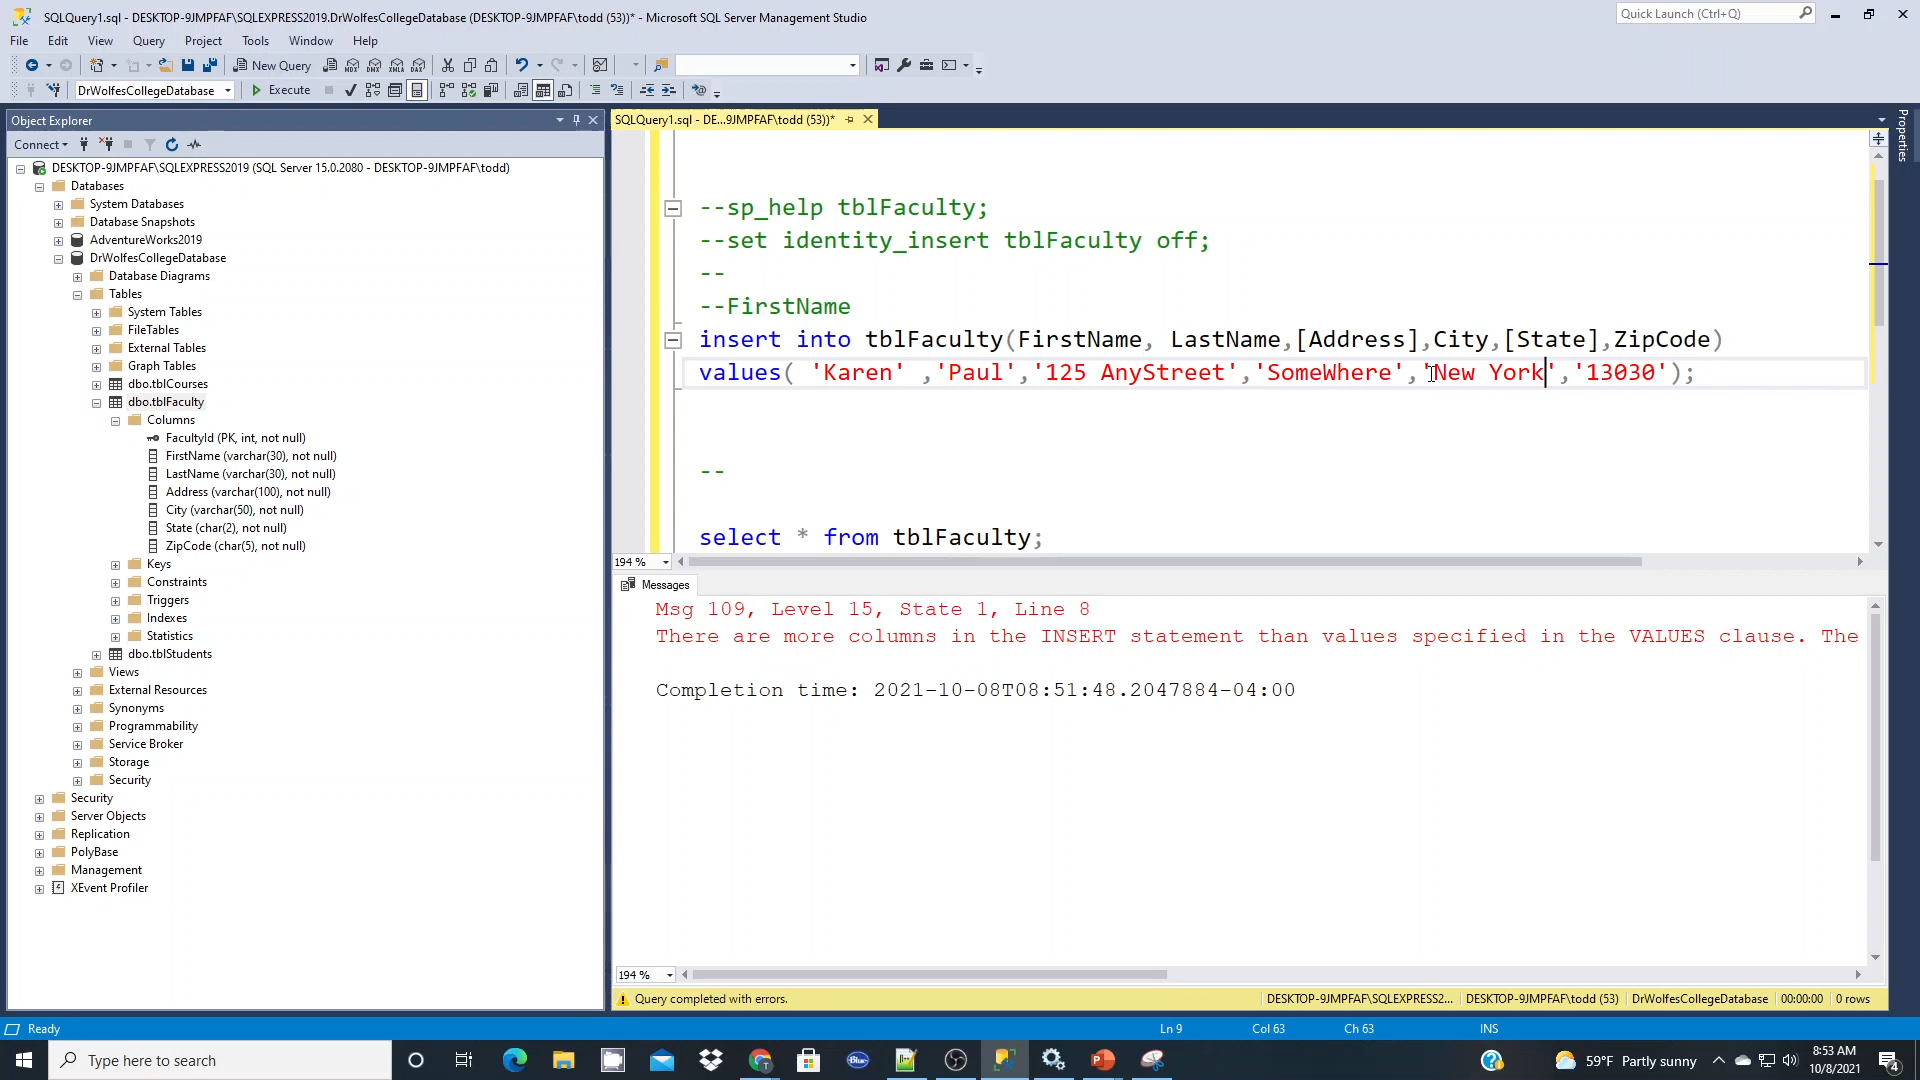 SQLQuery1.sql - DESKTOP-9JMPFAF\SQLEXPRESS2019.DrWolfesCollegeDatabase (DESKTOP-9JMPFAF\todd (53))* - Microsoft SQL Server Management Studio
Quick Launch (Ctrl+Q)
File Edit View Query Project Tools Window Help
New Query MDX DMX XMLA DAX
DrWolfesCollegeDatabase Execute
Object Explorer
SQLQuery1.sql - DE...9JMPFAF\todd (53))*
Properties
Connect
DESKTOP-9JMPFAF\SQLEXPRESS2019 (SQL Server 15.0.2080 - DESKTOP-9JMPFAF\todd)
Databases
System Databases
Database Snapshots
AdventureWorks2019
DrWolfesCollegeDatabase
Database Diagrams
Tables
System Tables
FileTables
External Tables
Graph Tables
dbo.tblCourses
dbo.tblFaculty
Columns
FacultyId (PK, int, not null)
FirstName (varchar(30), not null)
LastName (varchar(30), not null)
Address (varchar(100), not null)
City (varchar(50), not null)
State (char(2), not null)
ZipCode (char(5), not null)
Keys
Constraints
Triggers
Indexes
Statistics
dbo.tblStudents
Views
External Resources
Synonyms
Programmability
Service Broker
Storage
Security
Security
Server Objects
Replication
PolyBase
Management
XEvent Profiler
--sp_help tblFaculty;
--set identity_insert tblFaculty off;
--
--FirstName
insert into tblFaculty(FirstName, LastName,[Address],City,[State],ZipCode)
values( 'Karen' ,'Paul','125 AnyStreet','SomeWhere','New York','13030');
--
select * from tblFaculty;
194 %
Messages
Msg 109, Level 15, State 1, Line 8
There are more columns in the INSERT statement than values specified in the VALUES clause. The
Completion time: 2021-10-08T08:51:48.2047884-04:00
194 %
Query completed with errors. DESKTOP-9JMPFAF\SQLEXPRESS2... DESKTOP-9JMPFAF\todd (53) DrWolfesCollegeDatabase 00:00:00 0 rows
Ready Ln 9 Col 63 Ch 63 INS
Type here to search
Blue
59°F Partly sunny
8:53 AM
10/8/2021
4